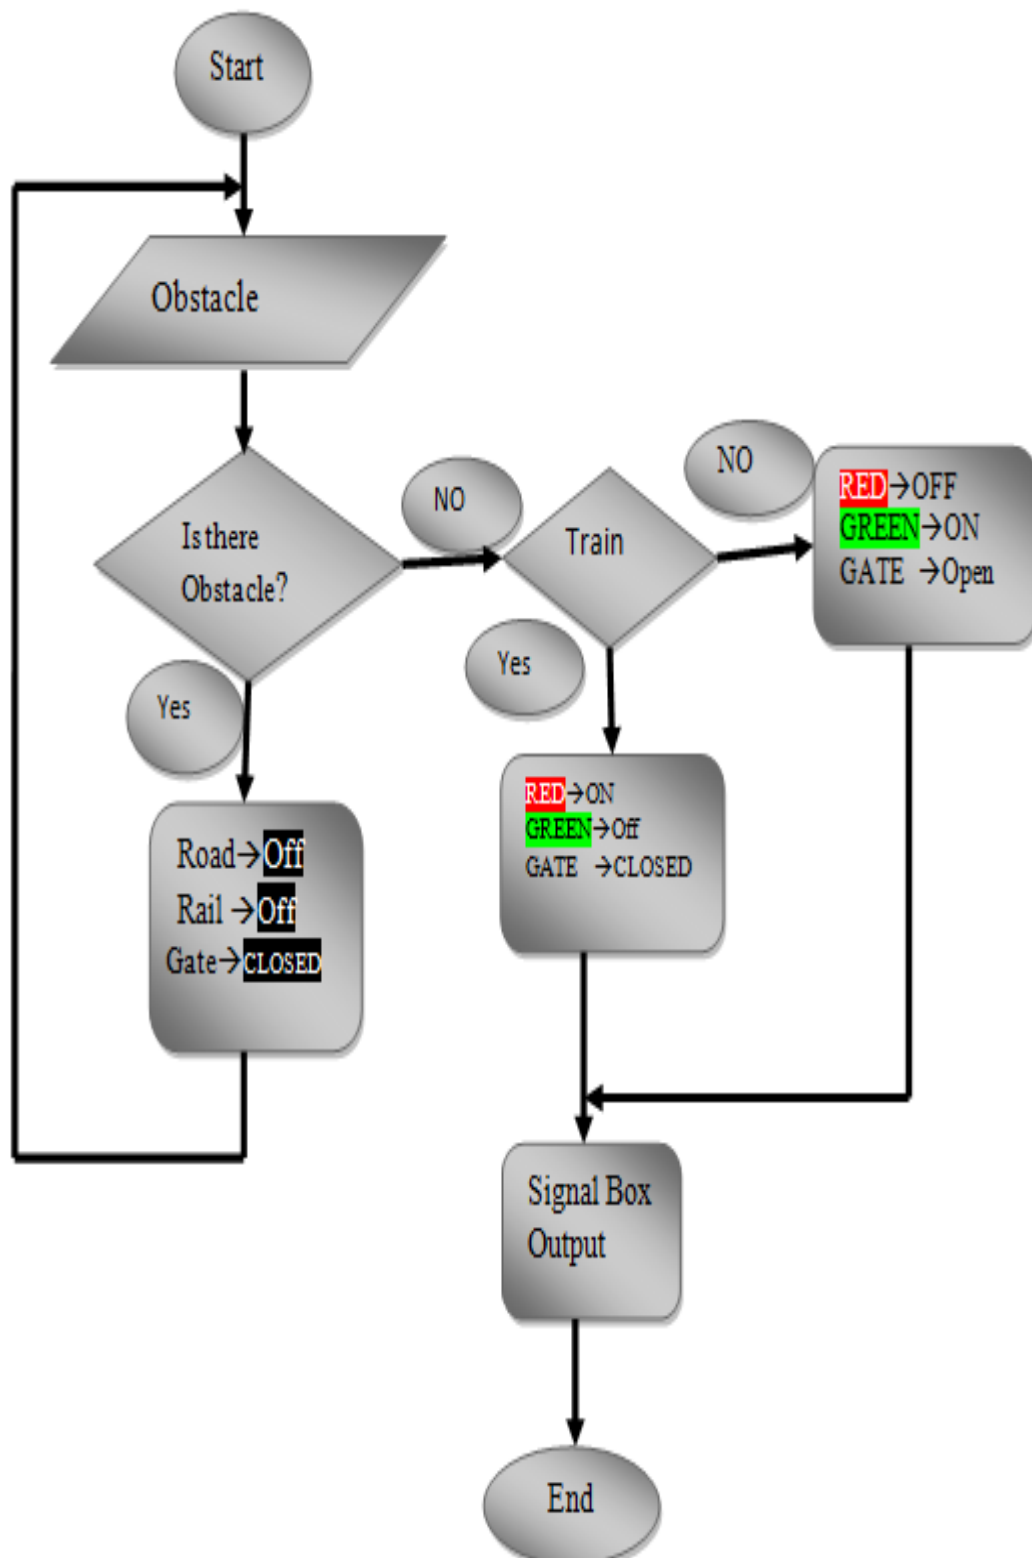 Start
Obstacle
Is there
Obstacle?
NO
Train
NO
RED→OFF
GREEN→ON
GATE →Open
Yes
Yes
RED→ON
GREEN→Off
GATE →CLOSED
Road→Off
Rail →Off
Gate→CLOSED
Signal Box
Output
End